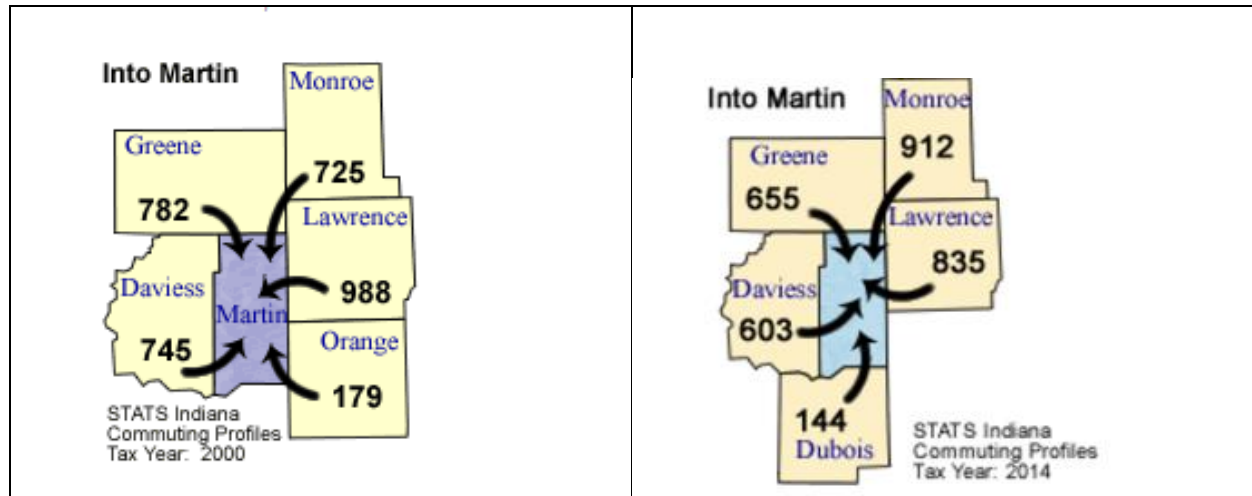 Into Martin
Monroe
Greene
725
782
Lawrence
Daviess
988
Martin
Orange
745
179
STATS Indiana
Commuting Profiles
Tax Year: 2000
Into Martin
Monroe
912
Greene
655
Lawrence
835
Daviess
603
144
Dubois
STATS Indiana
Commuting Profiles
Tax Year: 2014